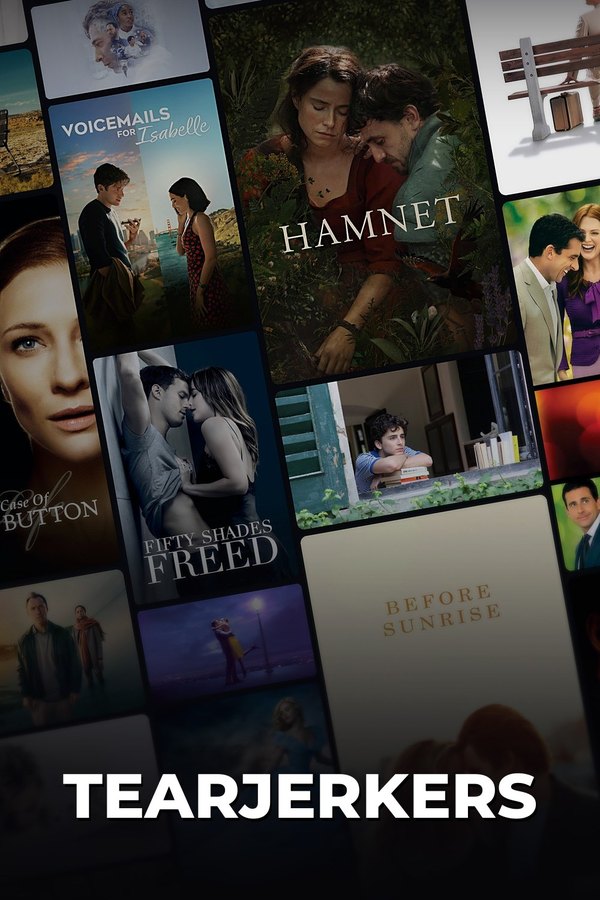 VOICEMAILS
FOR Isabelle
HAMNET
Case Of
BUTTON
FIFTY SHADES
FREED
BEFORE
SUNRISE
TEARJERKERS